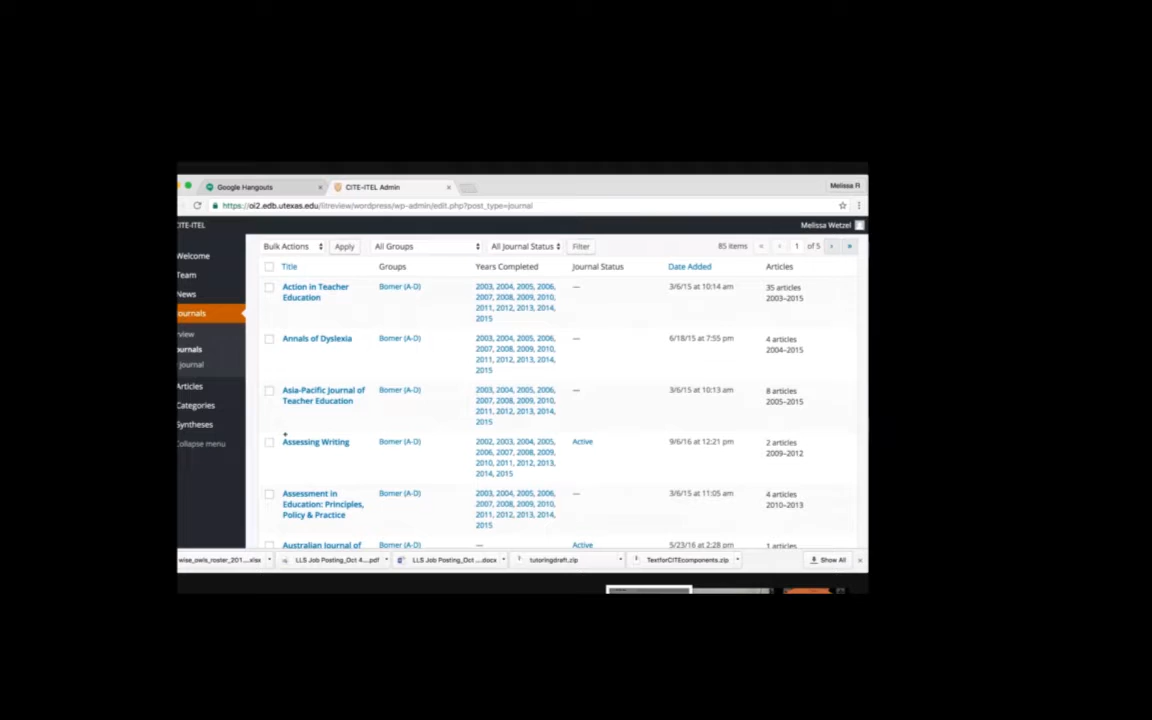 Google Hangouts × CITE-ITEL Admin × Melissa R
https://oi2.edb.utexas.edu/litreview/wordpress/wp-admin/edit.php?post_type=journal
CITE-ITEL Melissa Wetzel
Welcome
Team
News
ournals
rview
ournals
journal
Articles
Categories
Syntheses
Collapse menu
Bulk Actions Apply All Groups All Journal Status Filter 85 items « ‹ 1 of 5 › »
Title Groups Years Completed Journal Status Date Added Articles
Action in Teacher Bomer (A-D) 2003, 2004, 2005, 2006, — 3/6/15 at 10:14 am 35 articles
Education 2007, 2008, 2009, 2010, 2003–2015
2011, 2012, 2013, 2014,
2015
Annals of Dyslexia Bomer (A-D) 2003, 2004, 2005, 2006, — 6/18/15 at 7:55 pm 4 articles
2007, 2008, 2009, 2010, 2004–2015
2011, 2012, 2013, 2014,
2015
Asia-Pacific Journal of Bomer (A-D) 2003, 2004, 2005, 2006, — 3/6/15 at 10:13 am 8 articles
Teacher Education 2007, 2008, 2009, 2010, 2005–2015
2011, 2012, 2013, 2014,
2015
Assessing Writing Bomer (A-D) 2002, 2003, 2004, 2005, Active 9/6/16 at 12:21 pm 2 articles
2006, 2007, 2008, 2009, 2009–2012
2010, 2011, 2012, 2013,
2014, 2015
Assessment in Bomer (A-D) 2003, 2004, 2005, 2006, — 3/6/15 at 11:05 am 4 articles
Education: Principles, 2007, 2008, 2009, 2010, 2010–2013
Policy & Practice 2011, 2012, 2013, 2014,
2015
Australian Journal of Bomer (A-D) — Active 5/23/16 at 2:28 pm 1 articles
wise_owls_roster_201....xlsx LLS Job Posting_Oct 4....pdf LLS Job Posting_Oct ....docx tutoringdraft.zip TextforCITEcomponents.zip Show All ×